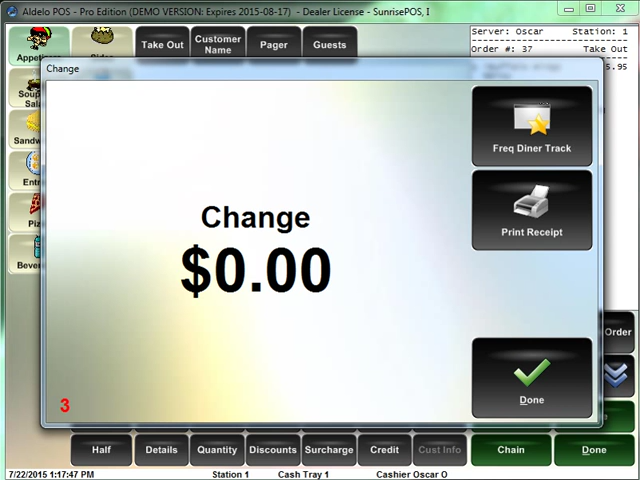 Aldelo POS - Pro Edition (DEMO VERSION: Expires 2015-08-17) - Dealer License - SunrisePOS, I
Take Out
Customer
Name
Pager
Guests
Server: Oscar Station: 1
Order #: 37 Take Out
5.95
Change
Freq Diner Track
Print Receipt
Change
$0.00
3
Done
Order
Half
Details
Quantity
Discounts
Surcharge
Credit
Cust Info
Chain
Done
7/22/2015 1:17:47 PM Station 1 Cash Tray 1 Cashier Oscar O